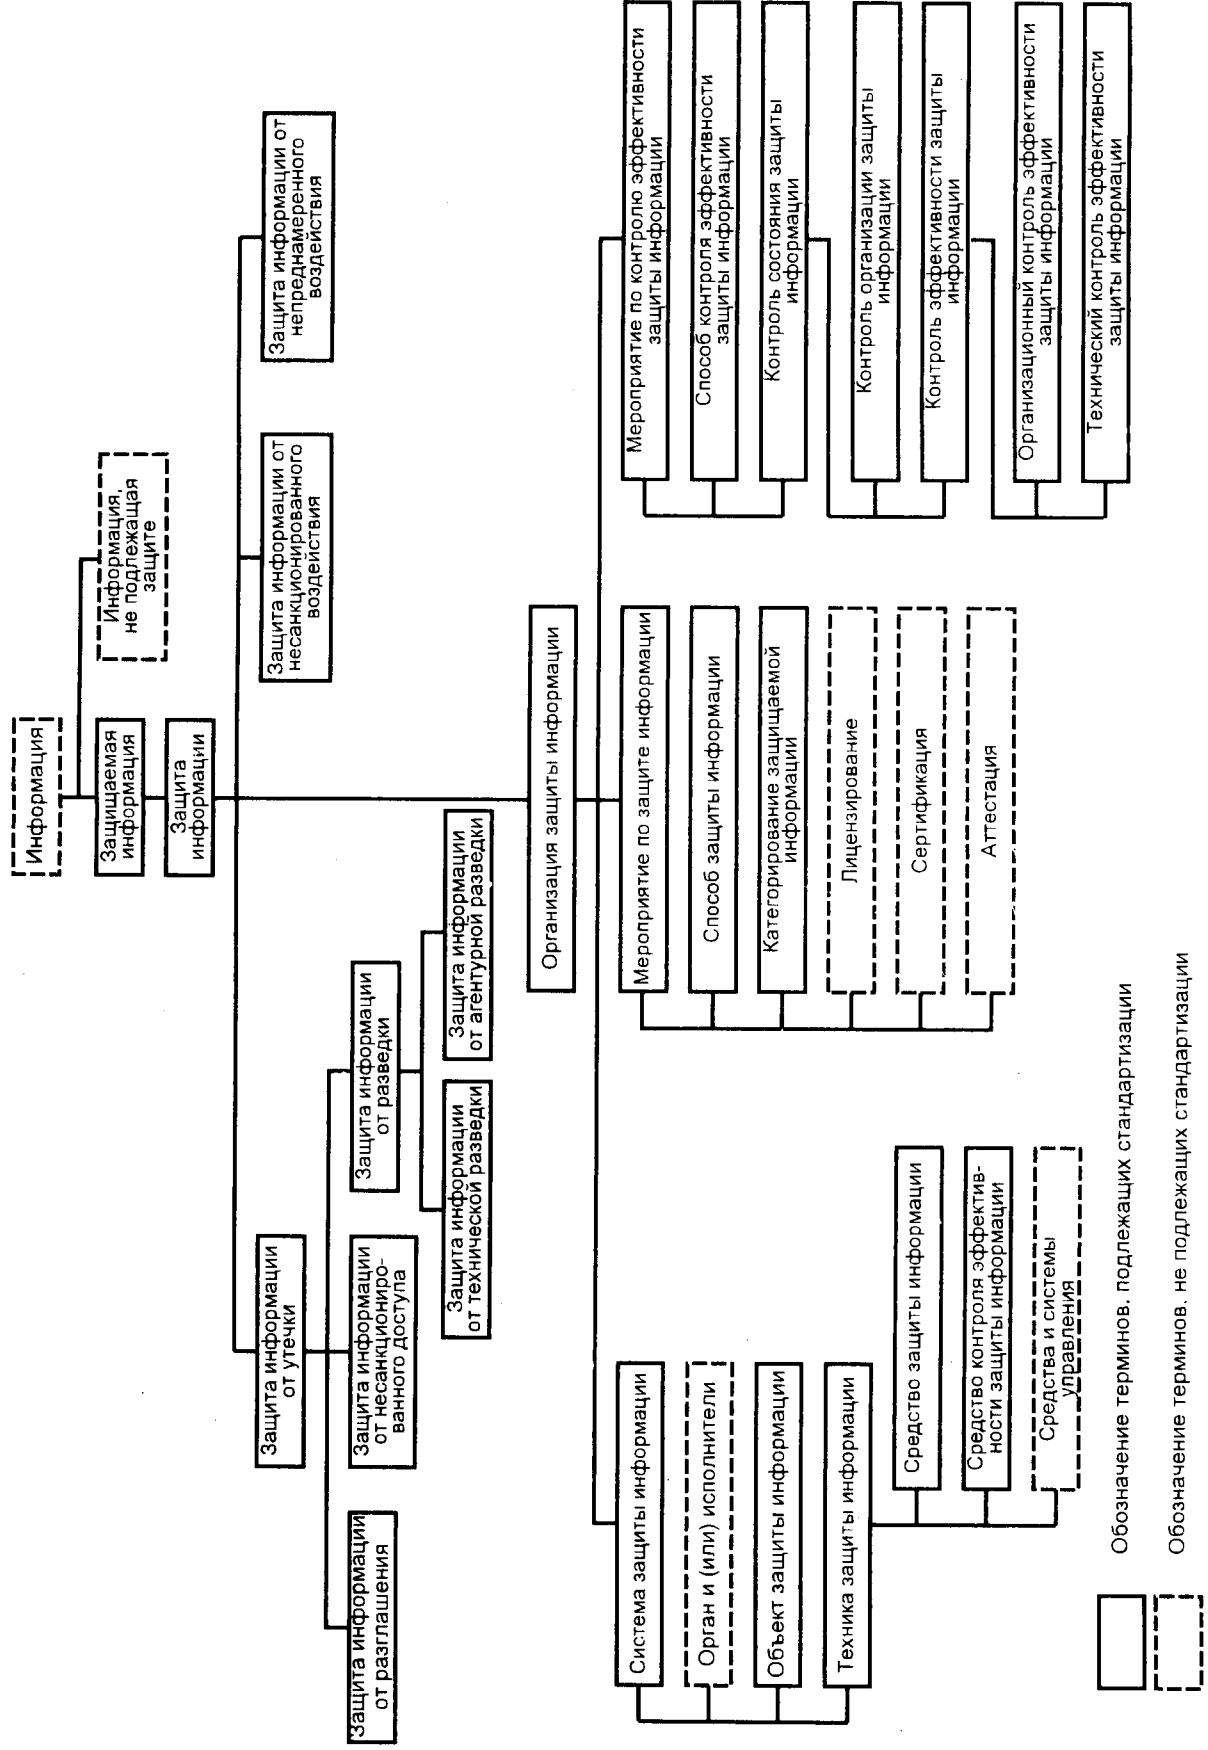 Информация
Защищаемая
информация
Информация,
не подлежащая
защите
Защита
информации
Защита информации
от утечки
Защита информации от
несанкционированного
воздействия
Защита информации от
непреднамеренного
воздействия
Защита информации
от разглашения
Защита информации
от несанкциониро-
ванного доступа
Защита информации
от разведки
Защита информации
от технической разведки
Защита информации
от агентурной разведки
Организация защиты информации
Система защиты информации
Орган и (или) исполнители
Объект защиты информации
Техника защиты информации
Средство защиты информации
Средство контроля эффектив-
ности защиты информации
Средства и системы
управления
Мероприятие по защите информации
Способ защиты информации
Категорирование защищаемой
информации
Лицензирование
Сертификация
Аттестация
Мероприятие по контролю эффективности
защиты информации
Способ контроля эффективности
защиты информации
Контроль состояния защиты
информации
Контроль организации защиты
информации
Контроль эффективности защиты
информации
Организационный контроль эффективности
защиты информации
Технический контроль эффективности
защиты информации
Обозначение терминов, подлежащих стандартизации
Обозначение терминов, не подлежащих стандартизации